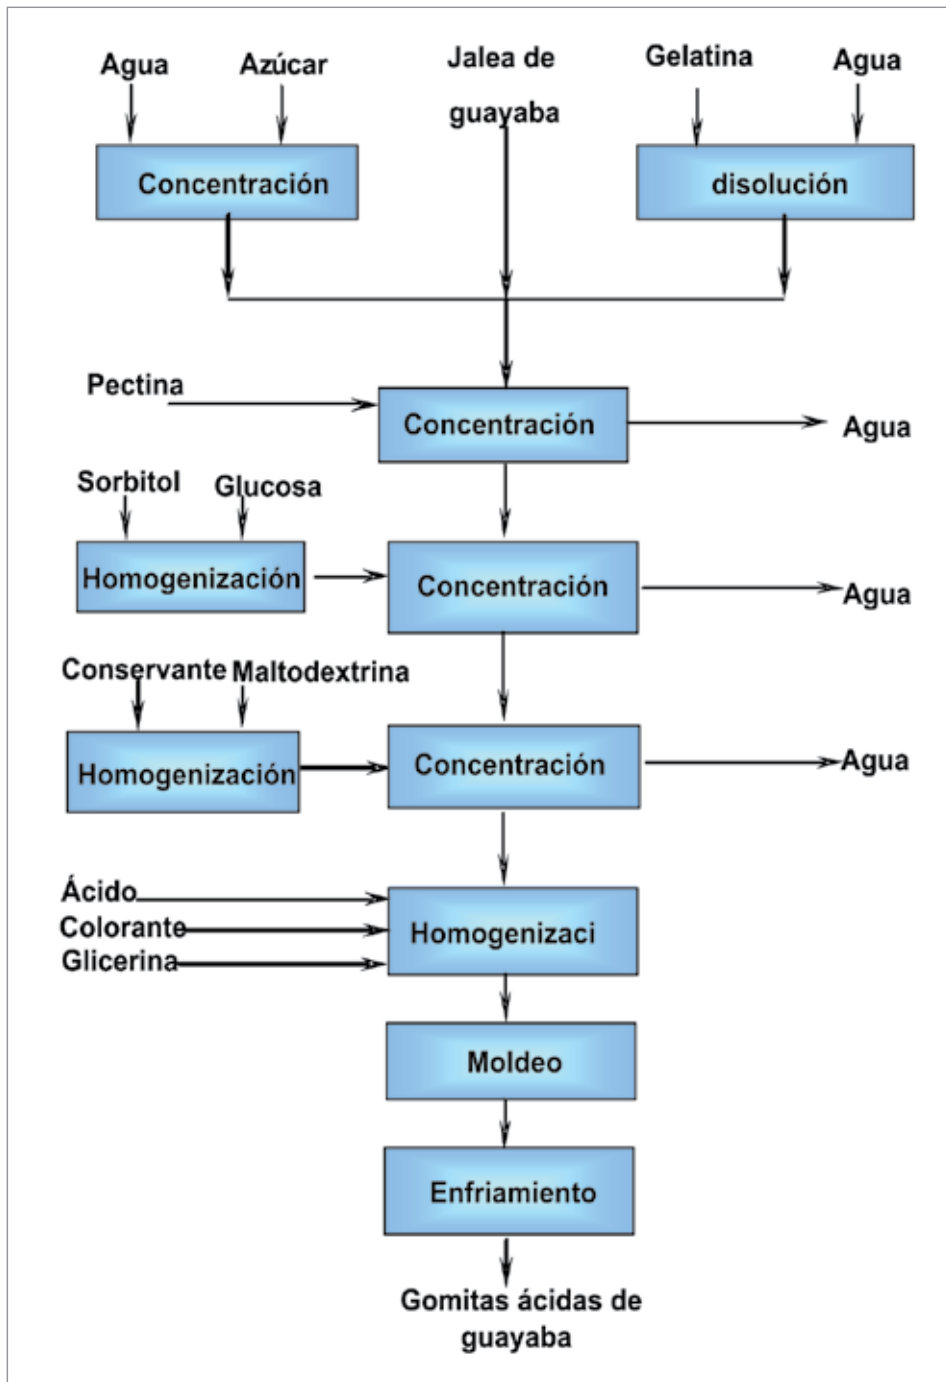 Agua
Azúcar
Jalea de
guayaba
Gelatina
Agua
Concentración
disolución
Pectina
Concentración
Agua
Sorbitol
Glucosa
Homogenización
Concentración
Agua
Conservante
Maltodextrina
Homogenización
Concentración
Agua
Ácido
Colorante
Glicerina
Homogenizaci
Moldeo
Enfriamiento
Gomitas ácidas de
guayaba